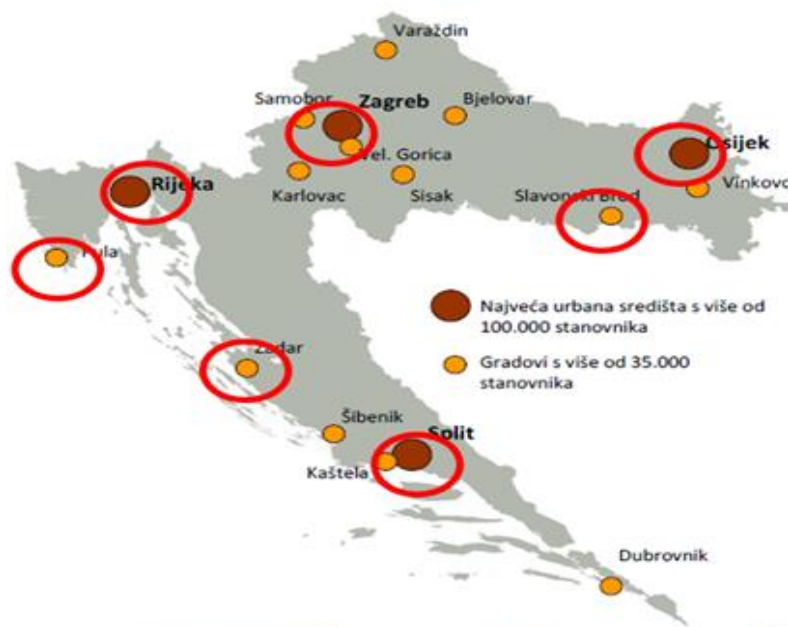 Varaždin
Samobor
Zagreb
Bjelovar
Osijek
Vel. Gorica
Rijeka
Karlovac
Sisak
Slavonski Brod
Vinkovc
Pula
Najveća urbana središta s više od
100.000 stanovnika
Zadar
Gradovi s više od 35.000
stanovnika
Šibenik
Split
Kaštela
Dubrovnik